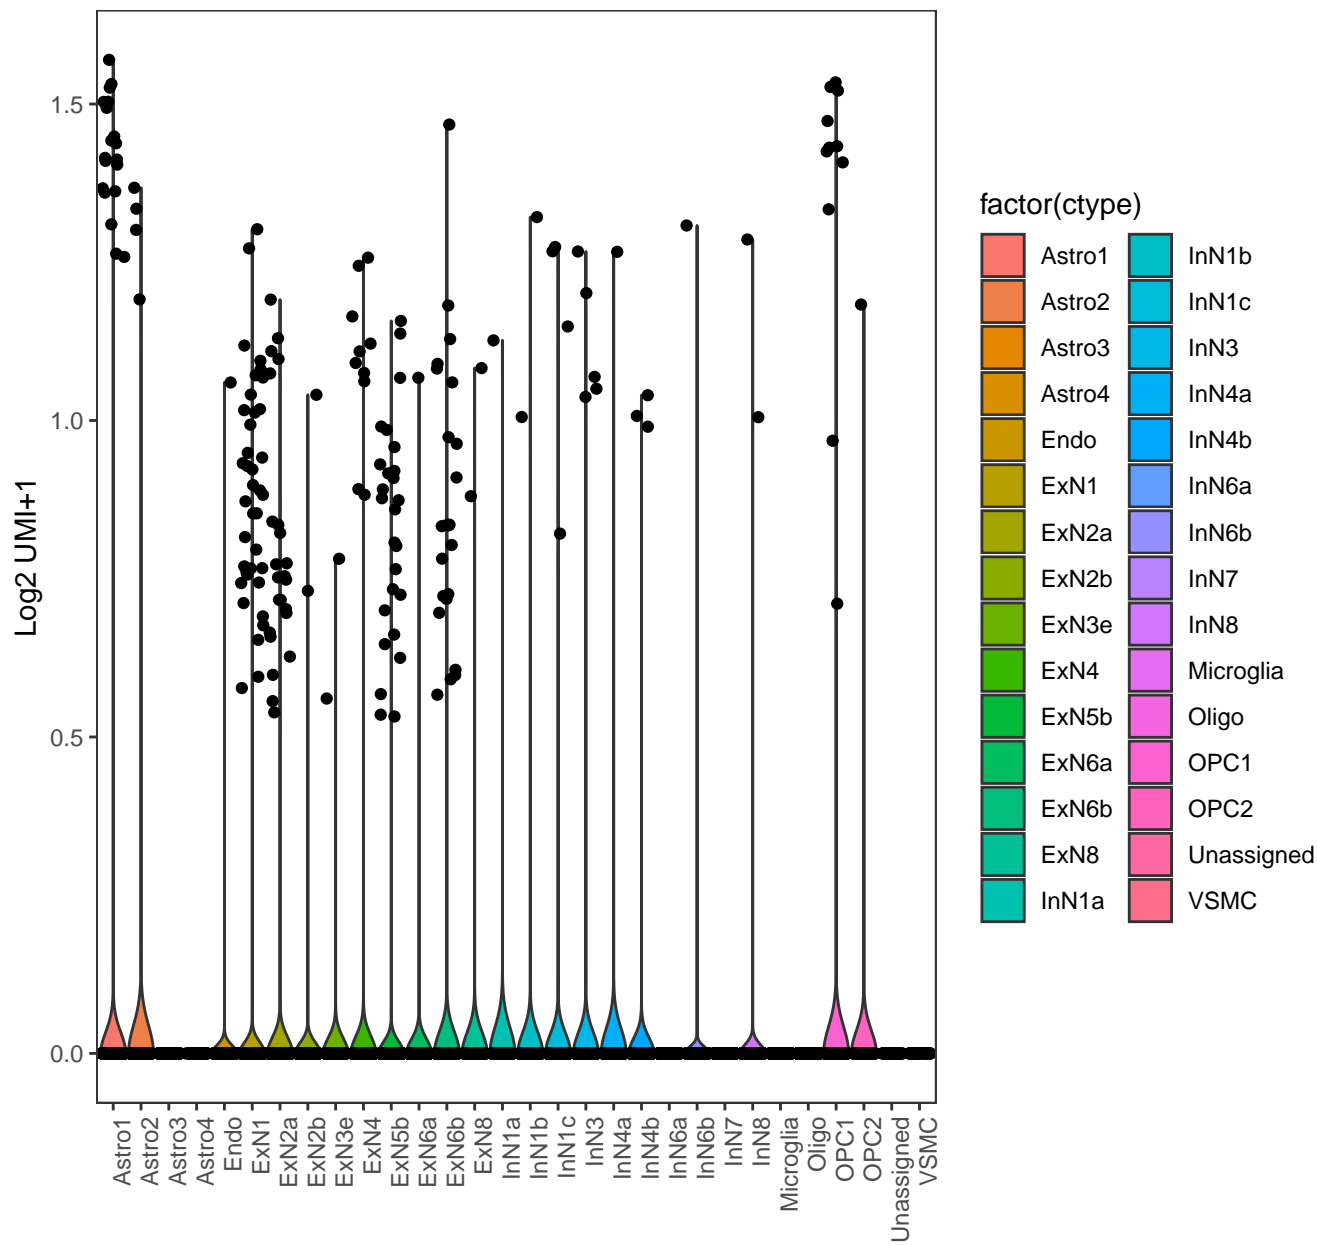 Log2 UMI+1
1.5
1.0
0.5
0.0
Astro1
Astro2
Astro3
Astro4
Endo
ExN1
ExN2a
ExN2b
ExN3e
ExN4
ExN5b
ExN6a
ExN6b
ExN8
InN1a
InN1b
InN1c
InN3
InN4a
InN4b
InN6a
InN6b
InN7
InN8
Microglia
Oligo
OPC1
OPC2
Unassigned
VSMC
factor(ctype)
Astro1
Astro2
Astro3
Astro4
Endo
ExN1
ExN2a
ExN2b
ExN3e
ExN4
ExN5b
ExN6a
ExN6b
ExN8
InN1a
InN1b
InN1c
InN3
InN4a
InN4b
InN6a
InN6b
InN7
InN8
Microglia
Oligo
OPC1
OPC2
Unassigned
VSMC